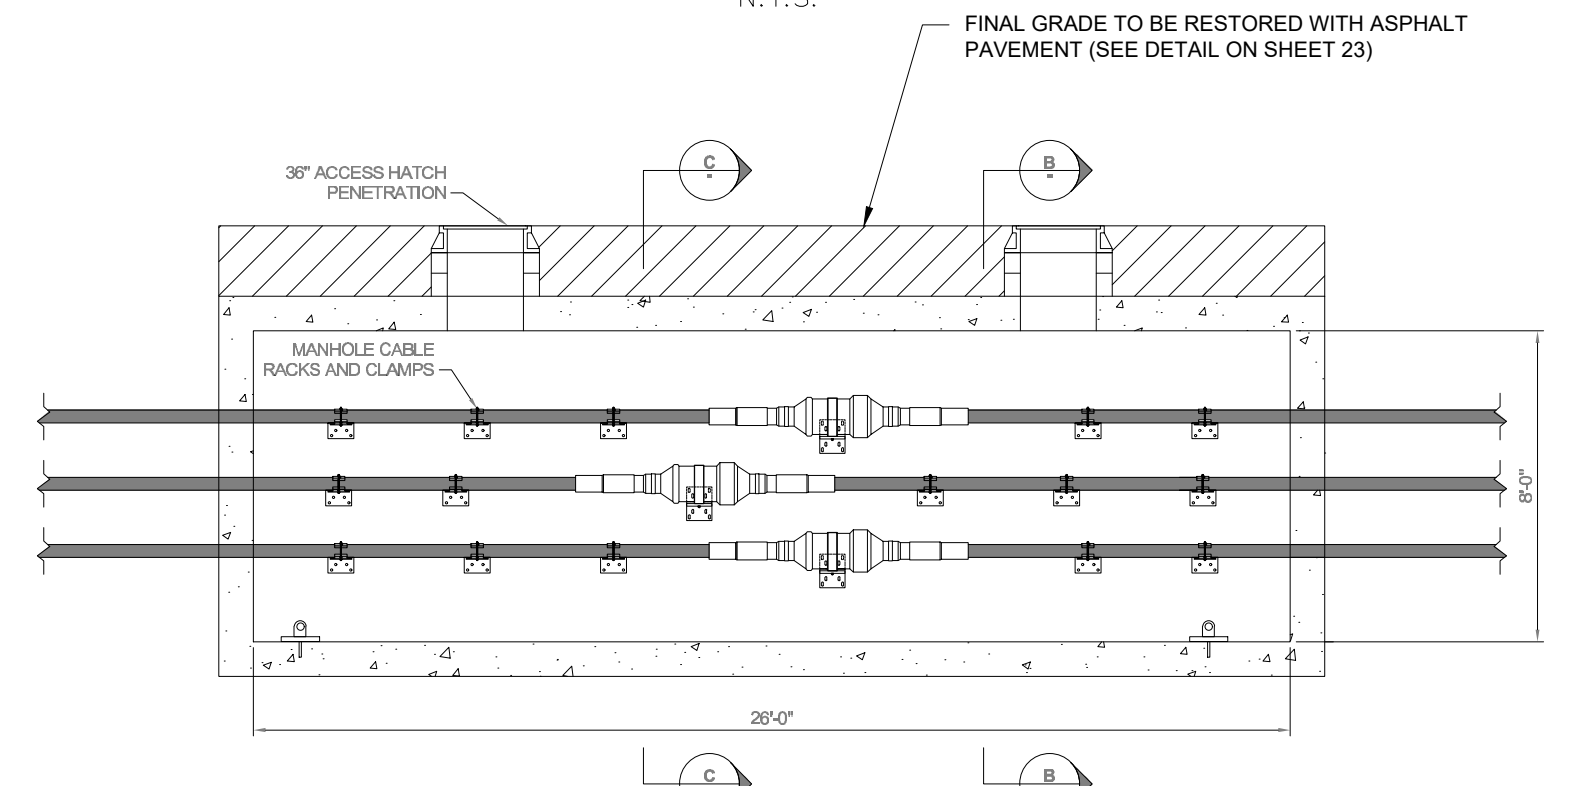 N.T.S.
FINAL GRADE TO BE RESTORED WITH ASPHALT
PAVEMENT (SEE DETAIL ON SHEET 23)
C
-
B
-
36" ACCESS HATCH
PENETRATION
MANHOLE CABLE
RACKS AND CLAMPS
8'-0"
26'-0"
C
B